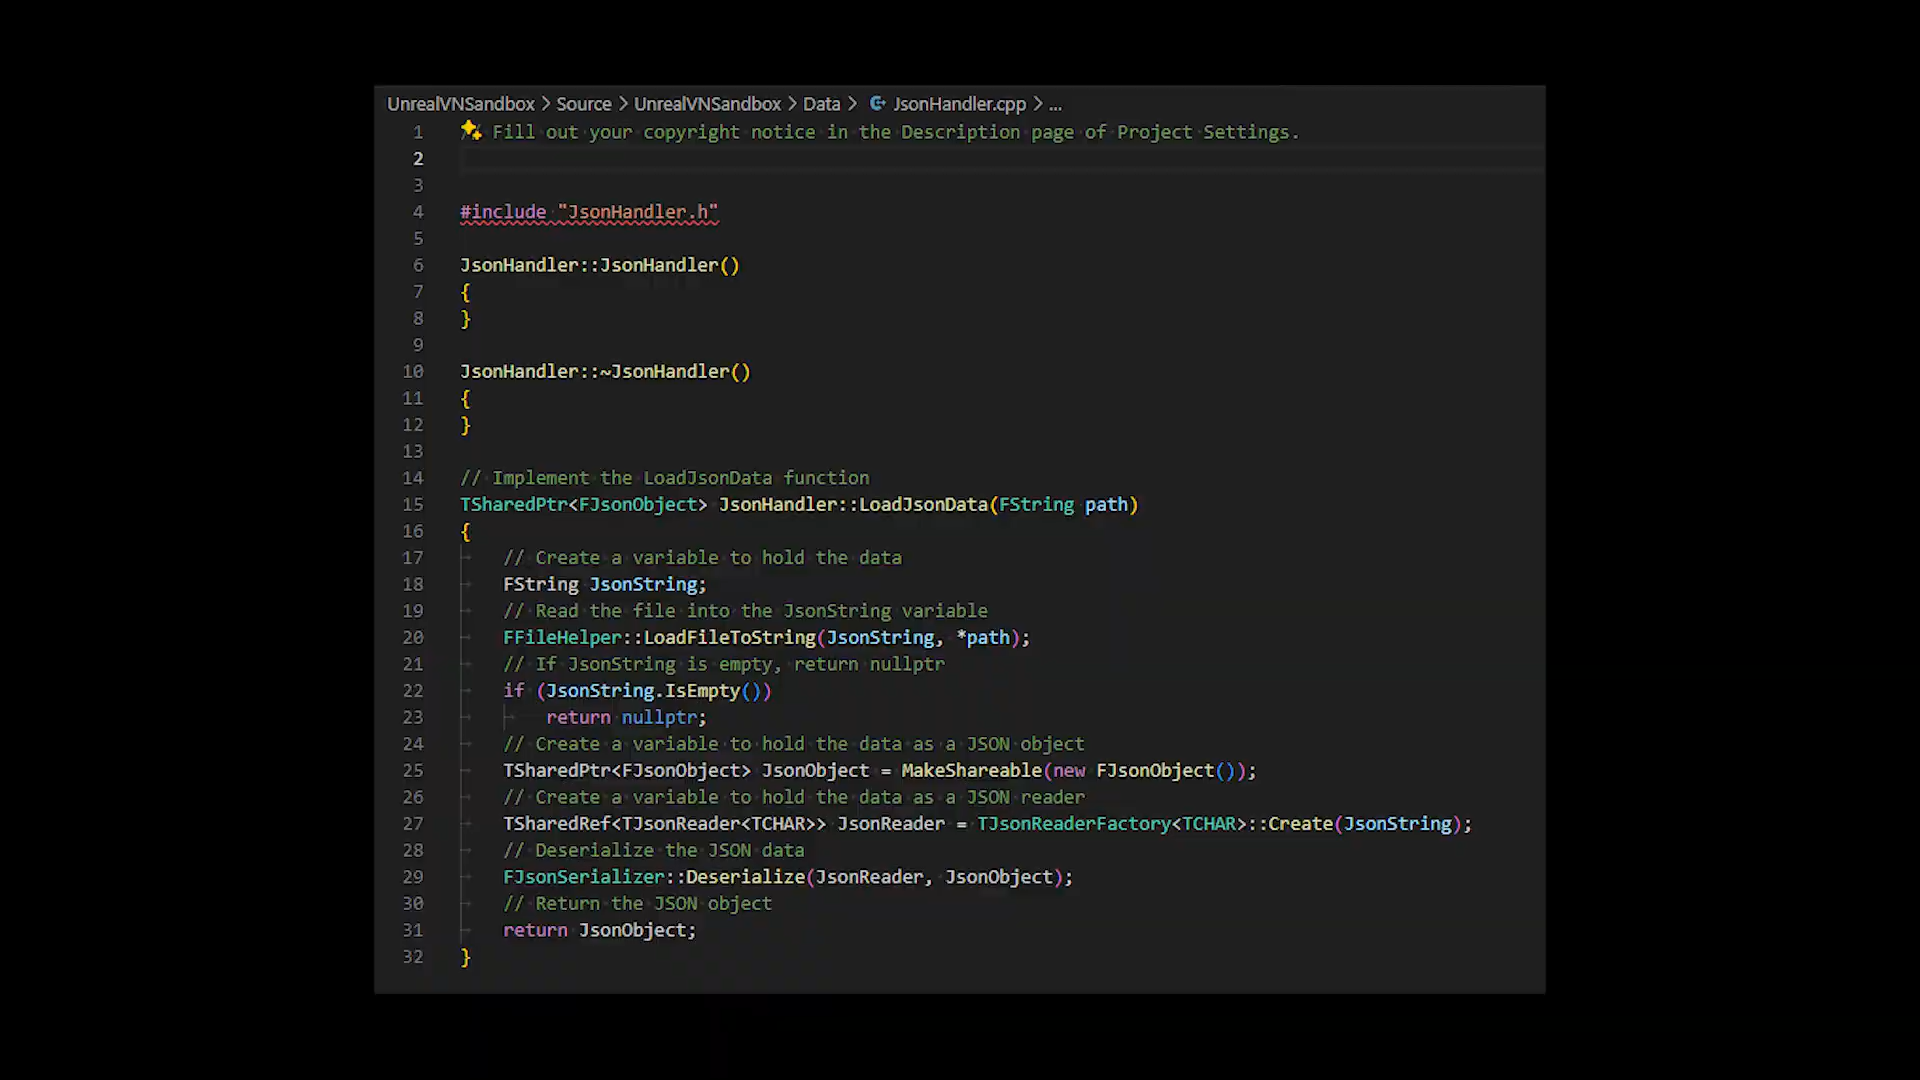 UnrealVNSandbox > Source > UnrealVNSandbox > Data > JsonHandler.cpp > ...
1 // Fill out your copyright notice in the Description page of Project Settings.
2
3
4 #include "JsonHandler.h"
5
6 JsonHandler::JsonHandler()
7 {
8 }
9
10 JsonHandler::~JsonHandler()
11 {
12 }
13
14 // Implement the LoadJsonData function
15 TSharedPtr<FJsonObject> JsonHandler::LoadJsonData(FString path)
16 {
17 // Create a variable to hold the data
18 FString JsonString;
19 // Read the file into the JsonString variable
20 FFileHelper::LoadFileToString(JsonString, *path);
21 // If JsonString is empty, return nullptr
22 if (JsonString.IsEmpty())
23 return nullptr;
24 // Create a variable to hold the data as a JSON object
25 TSharedPtr<FJsonObject> JsonObject = MakeShareable(new FJsonObject());
26 // Create a variable to hold the data as a JSON reader
27 TSharedRef<TJsonReader<TCHAR>> JsonReader = TJsonReaderFactory<TCHAR>::Create(JsonString);
28 // Deserialize the JSON data
29 FJsonSerializer::Deserialize(JsonReader, JsonObject);
30 // Return the JSON object
31 return JsonObject;
32 }